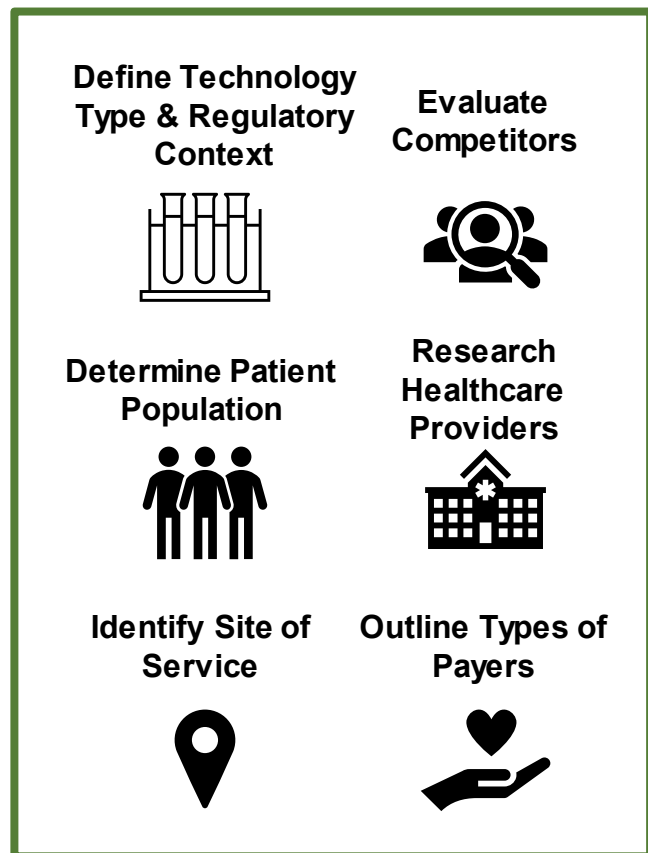 Define Technology
Type & Regulatory
Context
Evaluate
Competitors
Determine Patient
Population
Research
Healthcare
Providers
Identify Site of
Service
Outline Types of
Payers